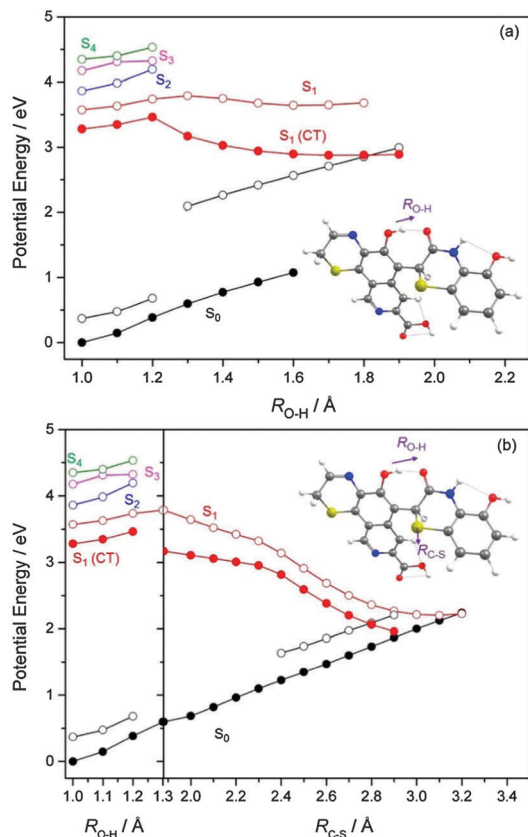 (a)
5
4
3
2
1
0
Potential Energy / eV
S4
S3
S2
S1
S1 (CT)
S0
RO-H
1.0 1.2 1.4 1.6 1.8 2.0 2.2
RO-H / Å
(b)
5
4
3
2
1
0
Potential Energy / eV
S4
S3
S2
S1
S1 (CT)
S0
RO-H
RC-S
1.0 1.1 1.2 1.3 2.0 2.2 2.4 2.6 2.8 3.0 3.2 3.4
RO-H / Å RC-S / Å